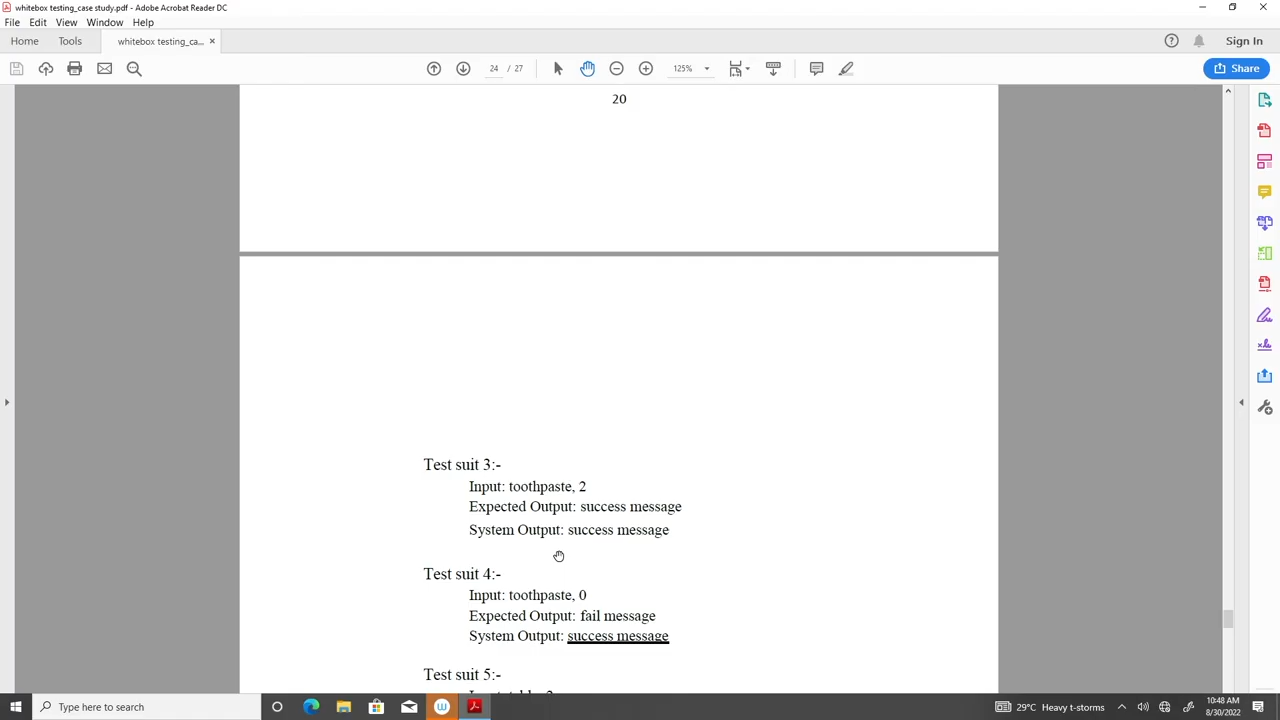 whitebox testing_case study.pdf - Adobe Acrobat Reader DC
File Edit View Window Help
Home Tools whitebox testing_ca... × Sign In
24 / 27 125% Share
20
Test suit 3:-
Input: toothpaste, 2
Expected Output: success message
System Output: success message
Test suit 4:-
Input: toothpaste, 0
Expected Output: fail message
System Output: success message
Test suit 5:-
Type here to search
29°C Heavy t-storms
10:48 AM
8/30/2022